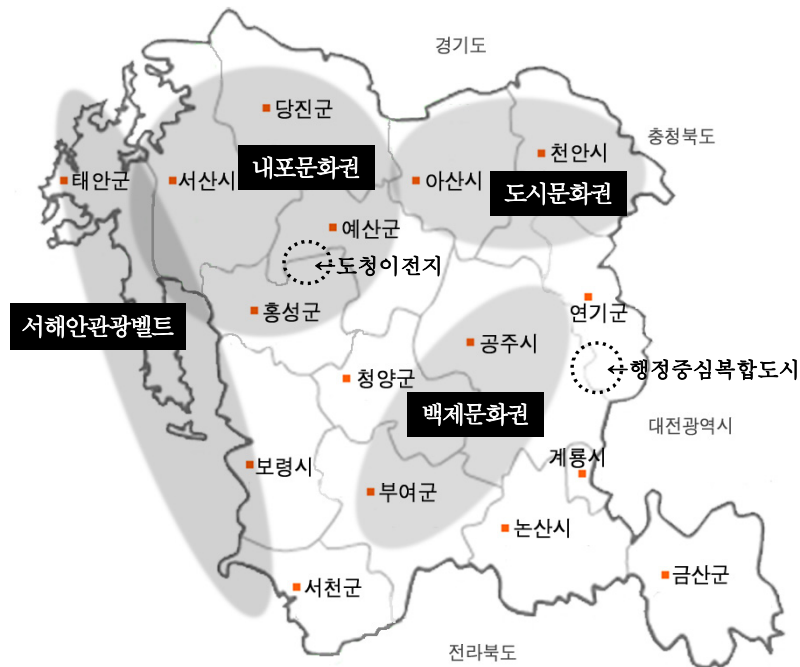 경기도
당진군
충청북도
천안시
내포문화권
태안군
서산시
아산시
도시문화권
예산군
←도청이전지
연기군
홍성군
서해안관광벨트
공주시
←행정중심복합도시
청양군
백제문화권
대전광역시
계룡시
보령시
부여군
논산시
금산군
서천군
전라북도